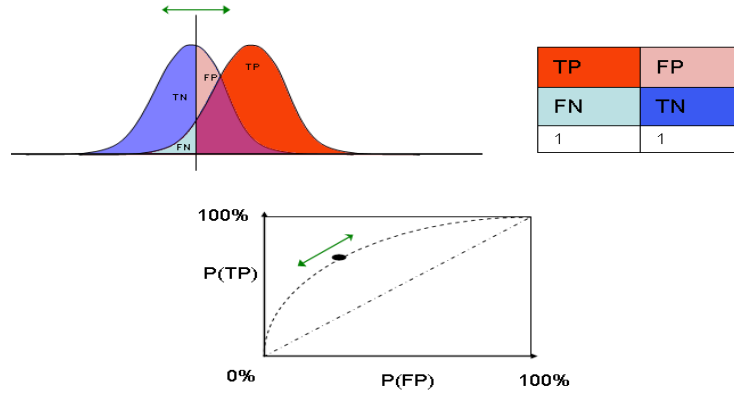 TN
FP
TP
FN
TP FP
FN TN
1 1
100%
P(TP)
0%
P(FP)
100%